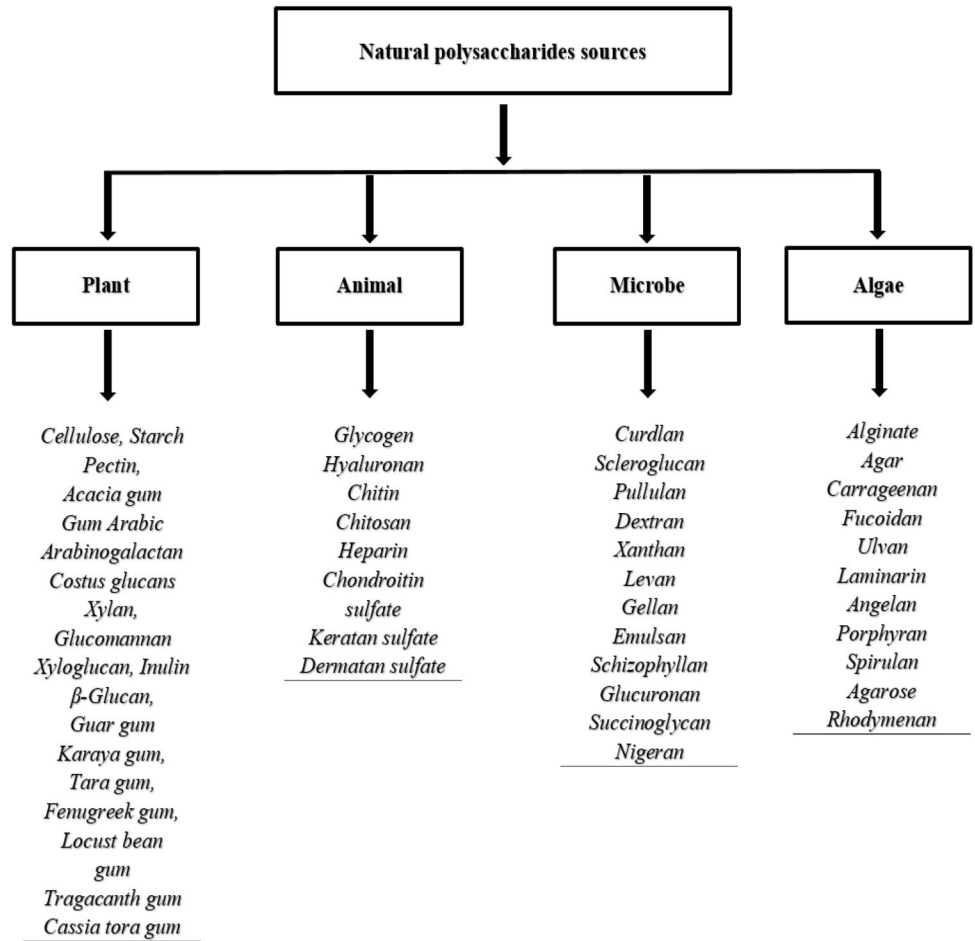 Natural polysaccharides sources
Plant
Animal
Microbe
Algae
Cellulose, Starch
Pectin,
Acacia gum
Gum Arabic
Arabinogalactan
Costus glucans
Xylan,
Glucomannan
Xyloglucan, Inulin
β-Glucan,
Guar gum
Karaya gum,
Tara gum,
Fenugreek gum,
Locust bean
gum
Tragacanth gum
Cassia tora gum
Glycogen
Hyaluronan
Chitin
Chitosan
Heparin
Chondroitin
sulfate
Keratan sulfate
Dermatan sulfate
Curdlan
Scleroglucan
Pullulan
Dextran
Xanthan
Levan
Gellan
Emulsan
Schizophyllan
Glucuronan
Succinoglycan
Nigeran
Alginate
Agar
Carrageenan
Fucoidan
Ulvan
Laminarin
Angelan
Porphyran
Spirulan
Agarose
Rhodymenan